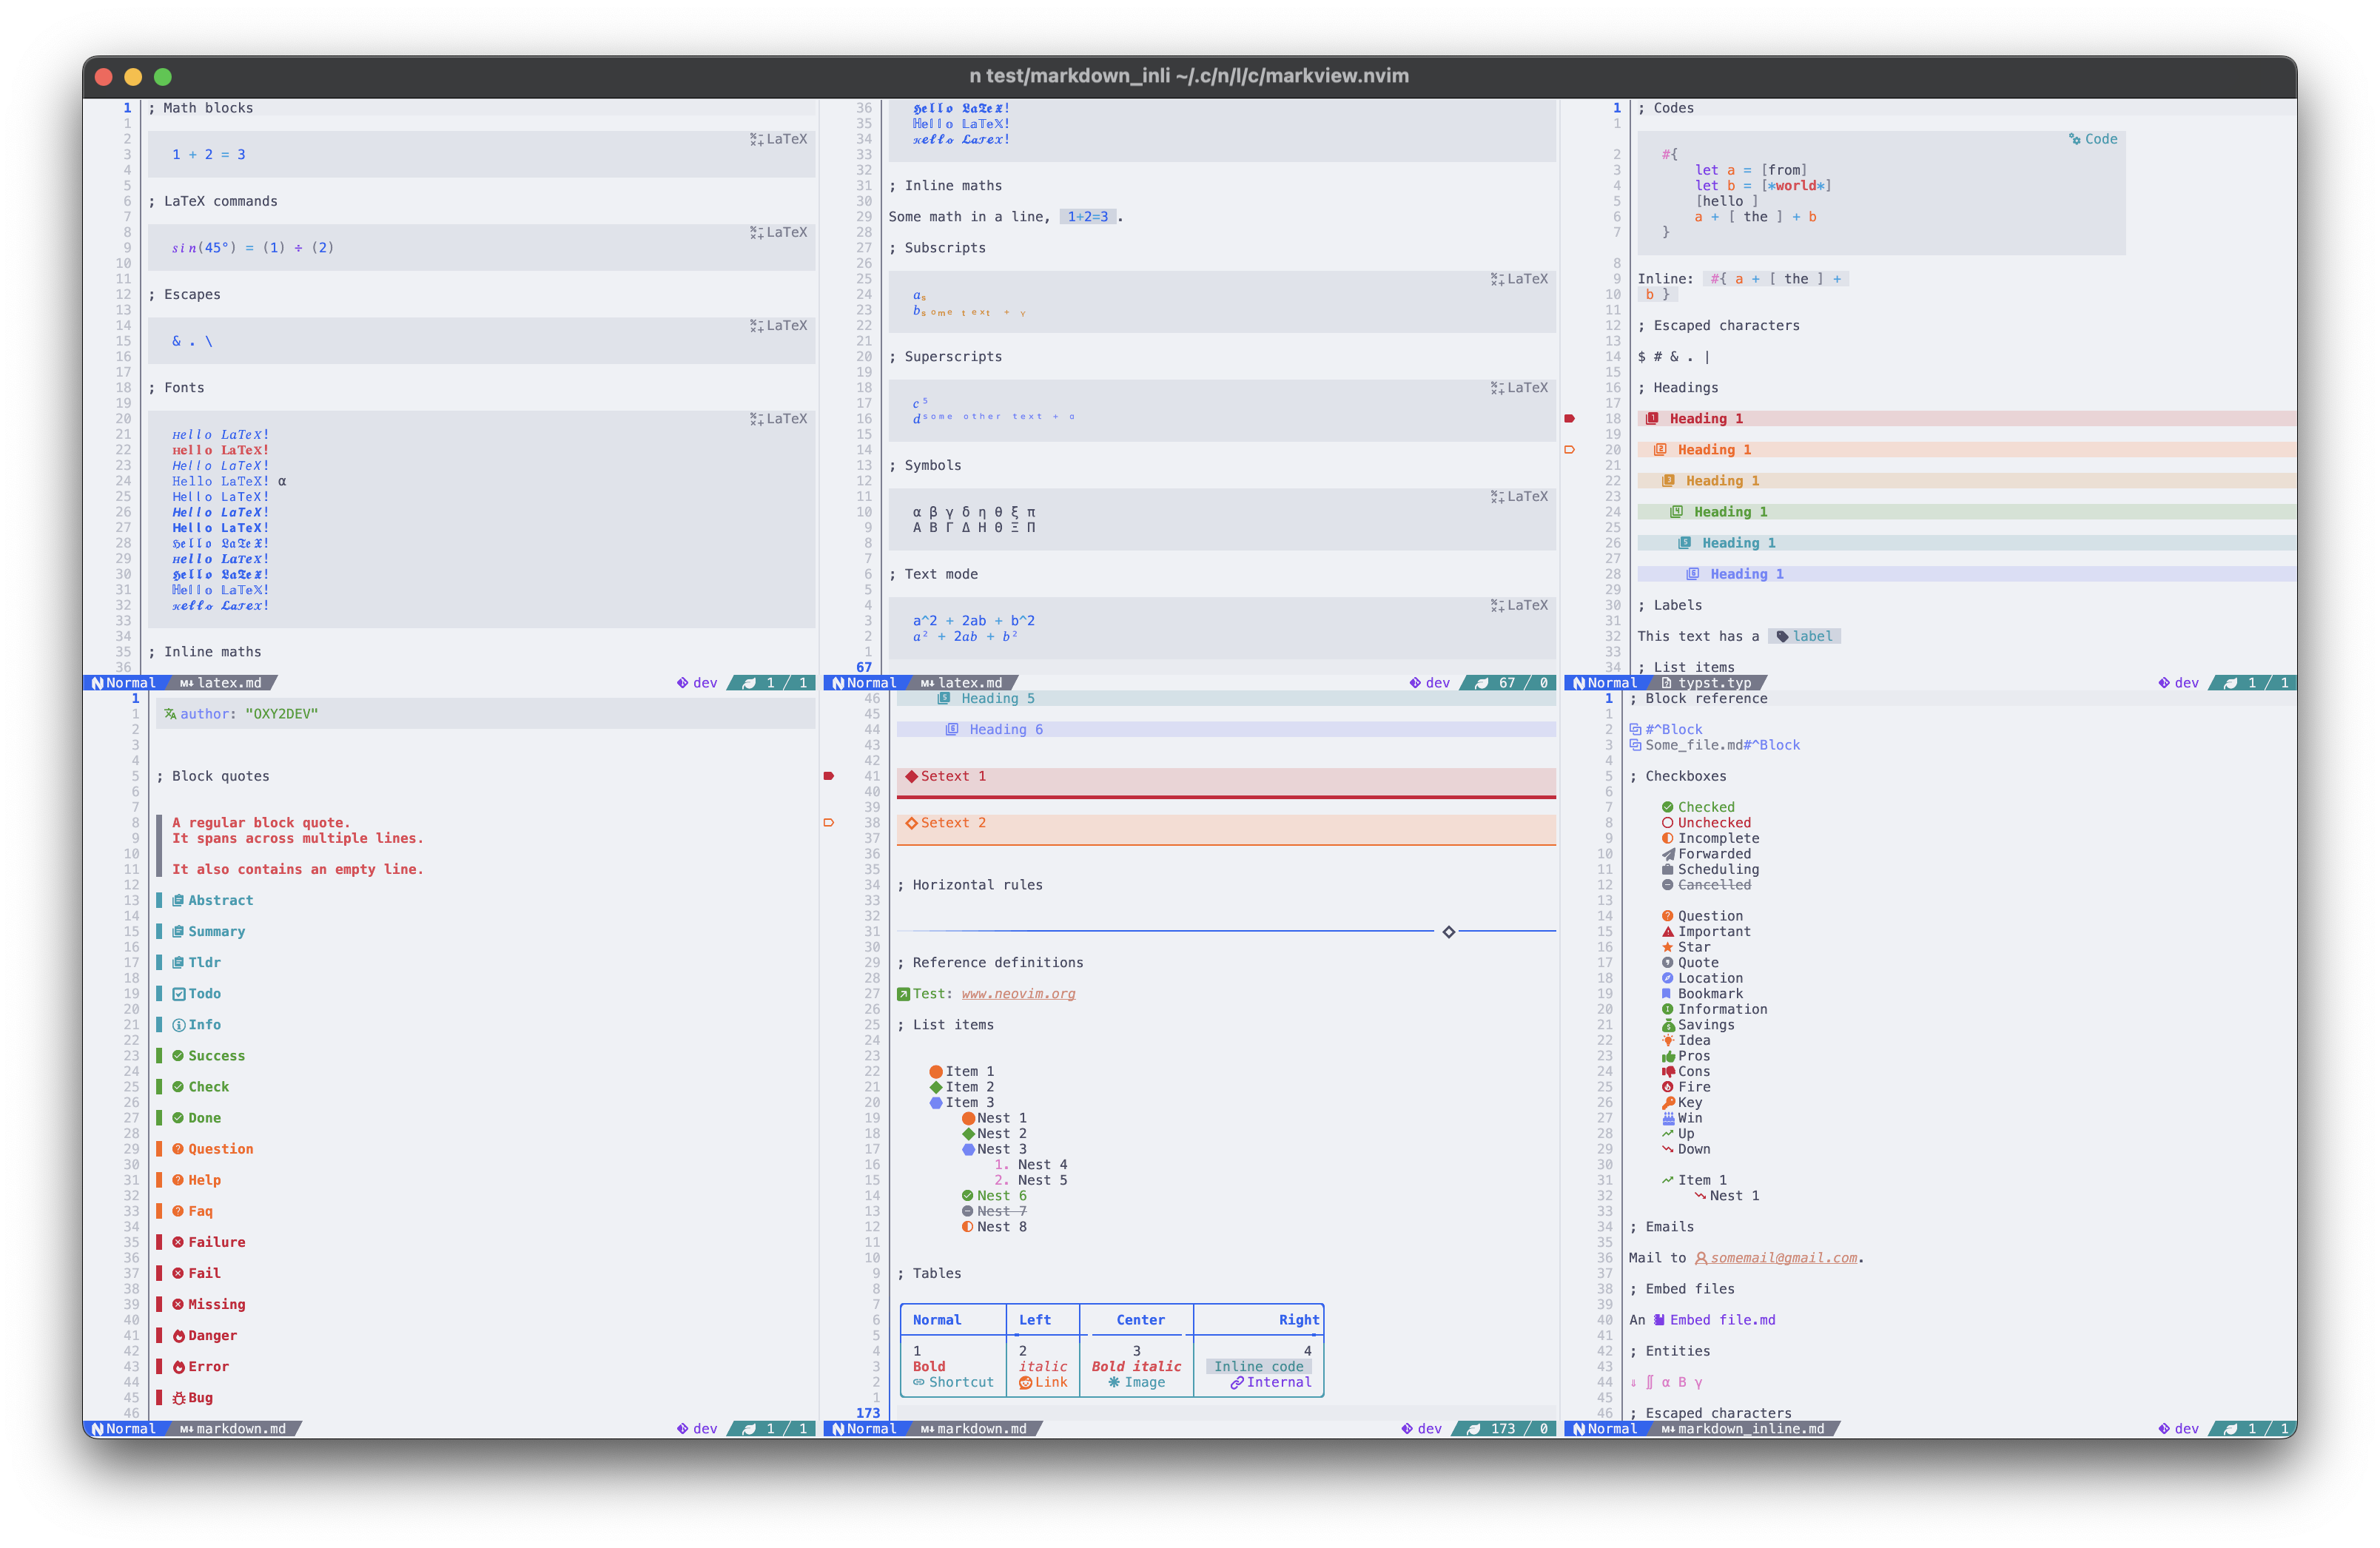 n test/markdown_inli ~/.c/n/l/c/markview.nvim
1 ; Math blocks
1
2 LaTeX
3 1 + 2 = 3
4
5
6 ; LaTeX commands
7
8 LaTeX
9 𝑠𝑖𝑛(45°) = (1) ÷ (2)
10
11
12 ; Escapes
13
14 LaTeX
15 & . \
16
17
18 ; Fonts
19
20 LaTeX
21 Hello LaTeX!
22 Hello LaTeX!
23 Hello LaTeX!
24 Hello LaTeX! α
25 Hello LaTeX!
26 Hello LaTeX!
27 Hello LaTeX!
28 Hello LaTeX!
29 Hello LaTeX!
30 Hello LaTeX!
31 Hello LaTeX!
32 Hello LaTeX!
33
34
35 ; Inline maths
36
Normal latex.md dev 1 / 1
36 Hello LaTeX!
35 Hello LaTeX!
34 Hello LaTeX!
33
32
31 ; Inline maths
30
29 Some math in a line, 1+2=3 .
28
27 ; Subscripts
26
25 LaTeX
24 𝑎ₛ
23 𝑏ₛₒₘₑ ₜₑₓₜ ₊ ᵧ
22
21
20 ; Superscripts
19
18 LaTeX
17 𝑐⁵
16 𝑑ˢᵒᵐᵉ ᵒᵗʰᵉʳ ᵗᵉˣᵗ ⁺ ᵅ
15
14
13 ; Symbols
12
11 LaTeX
10 α β γ δ η θ ξ π
9 Α Β Γ Δ Η Θ Ξ Π
8
7
6 ; Text mode
5
4 LaTeX
3 a^2 + 2ab + b^2
2 𝑎² + 2𝑎𝑏 + 𝑏²
1
67
Normal latex.md dev 67 / 0
1 ; Codes
1
Code
2 #{
3 let a = [from]
4 let b = [*world*]
5 [hello ]
6 a + [ the ] + b
7 }
8
9 Inline: #{ a + [ the ] +
10 b }
11
12 ; Escaped characters
13
14 $ # & . |
15
16 ; Headings
17
18 Heading 1
19
20 Heading 1
21
22 Heading 1
23
24 Heading 1
25
26 Heading 1
27
28 Heading 1
29
30 ; Labels
31
32 This text has a label
33
34 ; List items
Normal typst.typ dev 1 / 1
1
1 author: "OXY2DEV"
2
3
4
5 ; Block quotes
6
7
8 A regular block quote.
9 It spans across multiple lines.
10
11 It also contains an empty line.
12
13 Abstract
14
15 Summary
16
17 Tldr
18
19 Todo
20
21 Info
22
23 Success
24
25 Check
26
27 Done
28
29 Question
30
31 Help
32
33 Faq
34
35 Failure
36
37 Fail
38
39 Missing
40
41 Danger
42
43 Error
44
45 Bug
46
Normal markdown.md dev 1 / 1
46 Heading 5
45
44 Heading 6
43
42
41 Setext 1
40
39
38 Setext 2
37
36
35
34 ; Horizontal rules
33
32
31
30
29 ; Reference definitions
28
27 Test: www.neovim.org
26
25 ; List items
24
23
22 Item 1
21 Item 2
20 Item 3
19 Nest 1
18 Nest 2
17 Nest 3
16 1. Nest 4
15 2. Nest 5
14 Nest 6
13 Nest 7
12 Nest 8
11
10
9 ; Tables
8
7
6 Normal Left Center Right
5
4 1 2 3 4
3 Bold italic Bold italic Inline code
2 Shortcut Link Image Internal
1
173
Normal markdown.md dev 173 / 0
1 ; Block reference
1
2 #^Block
3 Some_file.md#^Block
4
5 ; Checkboxes
6
7 Checked
8 Unchecked
9 Incomplete
10 Forwarded
11 Scheduling
12 Cancelled
13
14 Question
15 Important
16 Star
17 Quote
18 Location
19 Bookmark
20 Information
21 Savings
22 Idea
23 Pros
24 Cons
25 Fire
26 Key
27 Win
28 Up
29 Down
30
31 Item 1
32 Nest 1
33
34 ; Emails
35
36 Mail to somemail@gmail.com.
37
38 ; Embed files
39
40 An Embed file.md
41
42 ; Entities
43
44 ⇓ ∬ α Β γ
45
46 ; Escaped characters
Normal markdown_inline.md dev 1 / 1